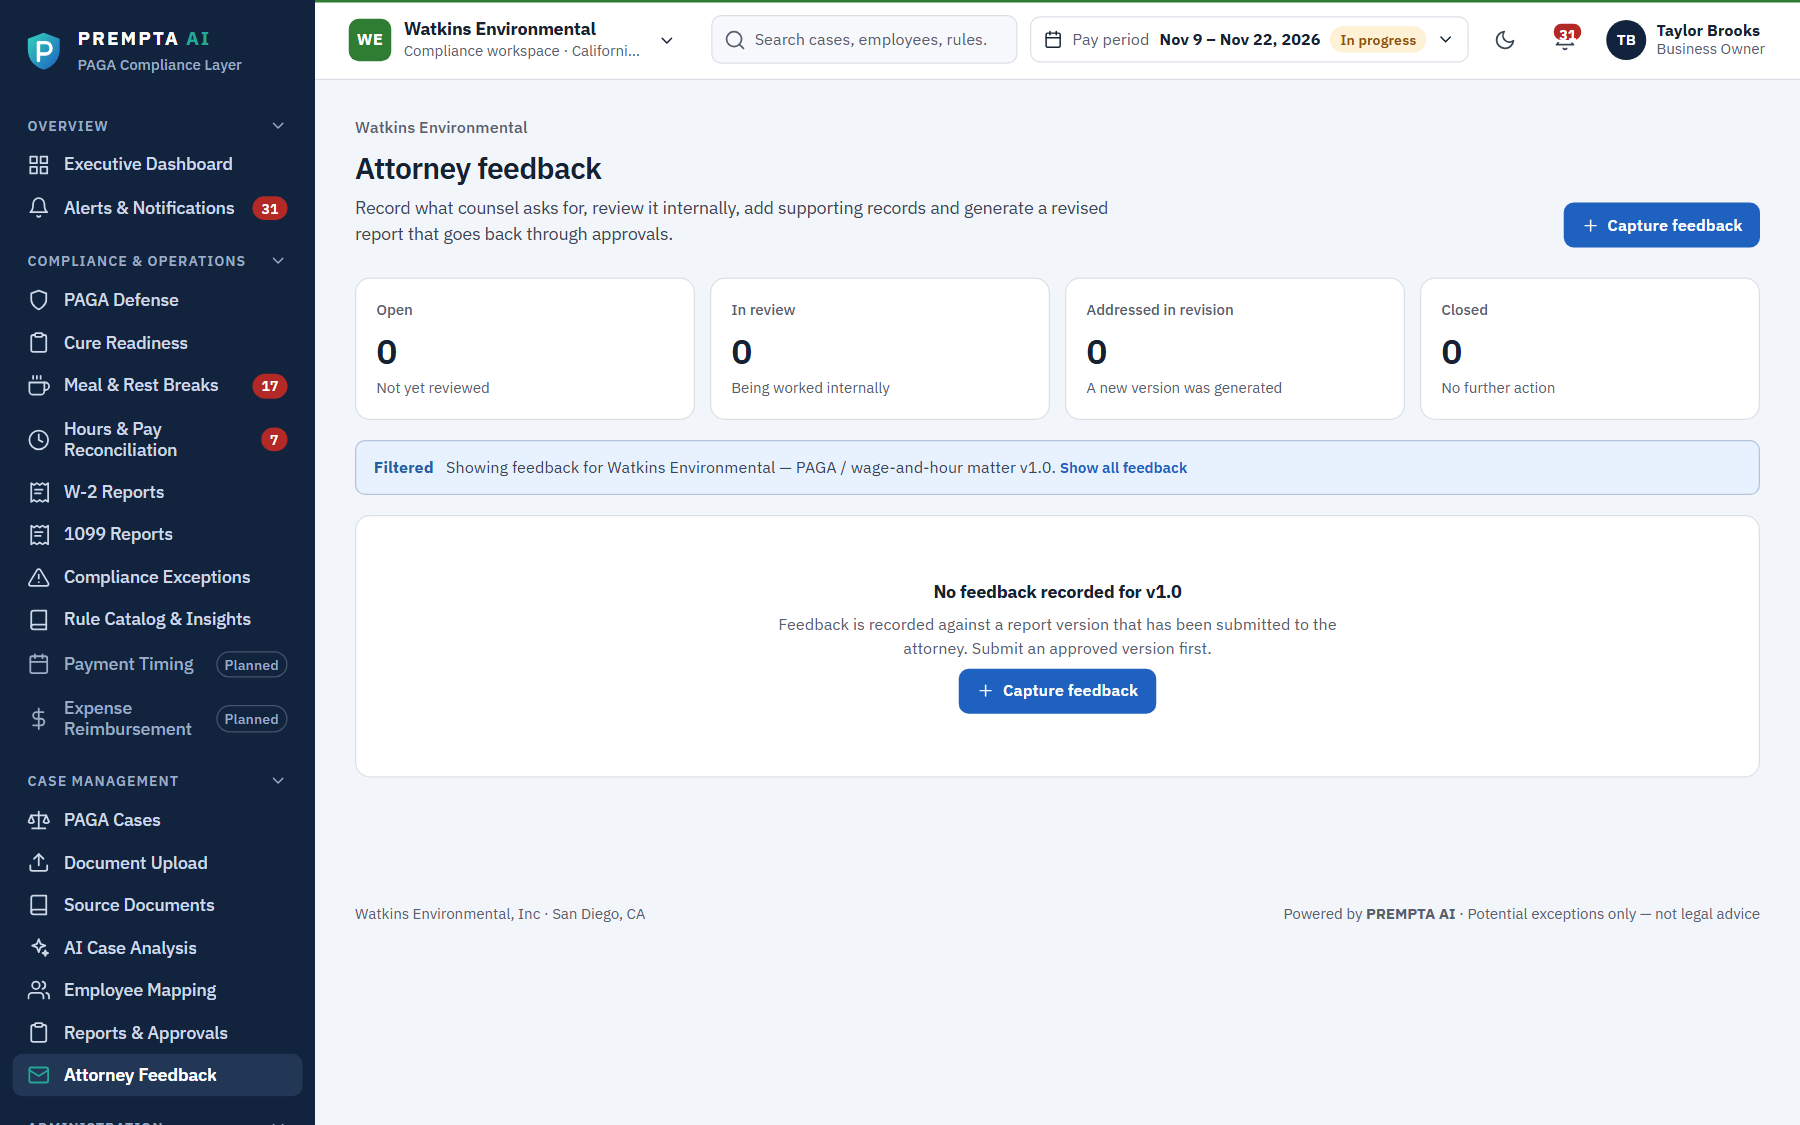 PREMPTA AI
PAGA Compliance Layer
OVERVIEW
Executive Dashboard
Alerts & Notifications 31
COMPLIANCE & OPERATIONS
PAGA Defense
Cure Readiness
Meal & Rest Breaks 17
Hours & Pay
Reconciliation 7
W-2 Reports
1099 Reports
Compliance Exceptions
Rule Catalog & Insights
Payment Timing Planned
Expense
Reimbursement Planned
CASE MANAGEMENT
PAGA Cases
Document Upload
Source Documents
AI Case Analysis
Employee Mapping
Reports & Approvals
Attorney Feedback
ADMINISTRATION
WE
Watkins Environmental
Compliance workspace · Californi...
Search cases, employees, rules.
Pay period Nov 9 – Nov 22, 2026 In progress
31
TB
Taylor Brooks
Business Owner
Watkins Environmental
Attorney feedback
Record what counsel asks for, review it internally, add supporting records and generate a revised
report that goes back through approvals.
+ Capture feedback
Open
0
Not yet reviewed
In review
0
Being worked internally
Addressed in revision
0
A new version was generated
Closed
0
No further action
Filtered Showing feedback for Watkins Environmental — PAGA / wage-and-hour matter v1.0. Show all feedback
No feedback recorded for v1.0
Feedback is recorded against a report version that has been submitted to the
attorney. Submit an approved version first.
+ Capture feedback
Watkins Environmental, Inc · San Diego, CA
Powered by PREMPTA AI · Potential exceptions only — not legal advice